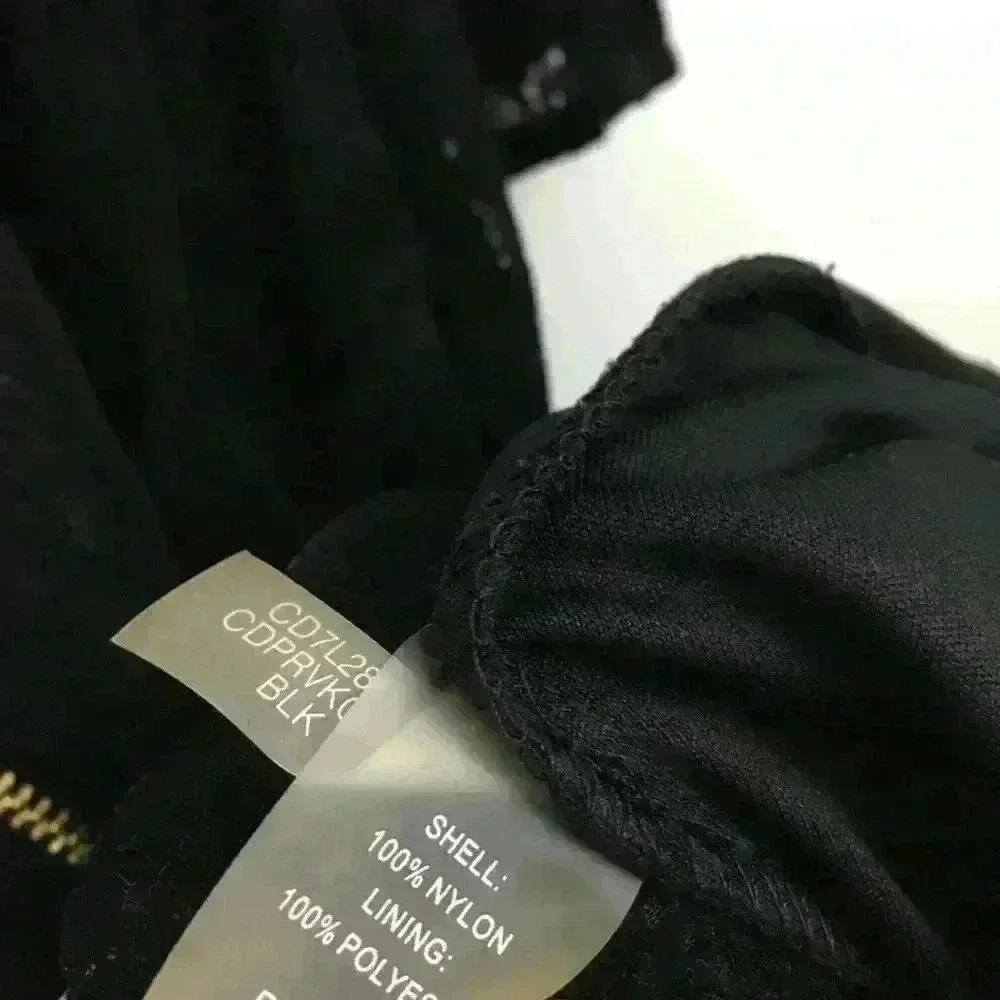 CD7L28
CDPRVK
BLK
SHELL:
100% NYLON
LINING:
100% POLYES